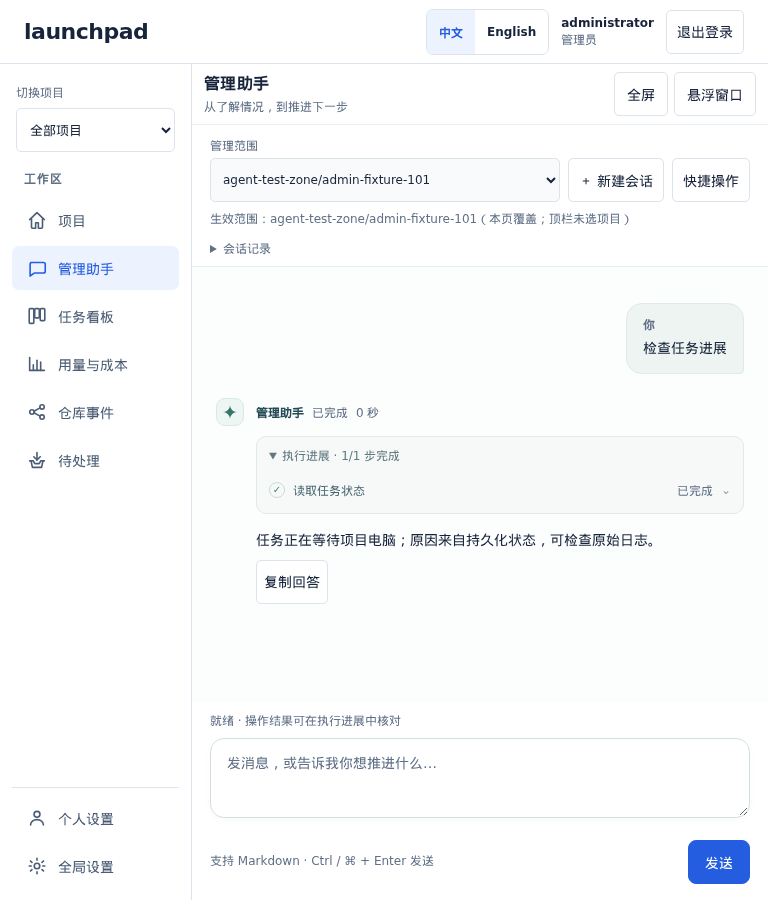 launchpad
中文
English
administrator
管理员
退出登录
切换项目
全部项目
工作区
项目
管理助手
任务看板
用量与成本
仓库事件
待处理
个人设置
全局设置
管理助手
从了解情况，到推进下一步
全屏
悬浮窗口
管理范围
agent-test-zone/admin-fixture-101
+ 新建会话
快捷操作
生效范围：agent-test-zone/admin-fixture-101（本页覆盖；顶栏未选项目）
▶ 会话记录
你
检查任务进展
管理助手 已完成 0 秒
▼ 执行进展 · 1/1 步完成
✓ 读取任务状态 已完成
任务正在等待项目电脑；原因来自持久化状态，可检查原始日志。
复制回答
就绪 · 操作结果可在执行进展中核对
发消息，或告诉我你想推进什么...
支持 Markdown · Ctrl / ⌘ + Enter 发送
发送